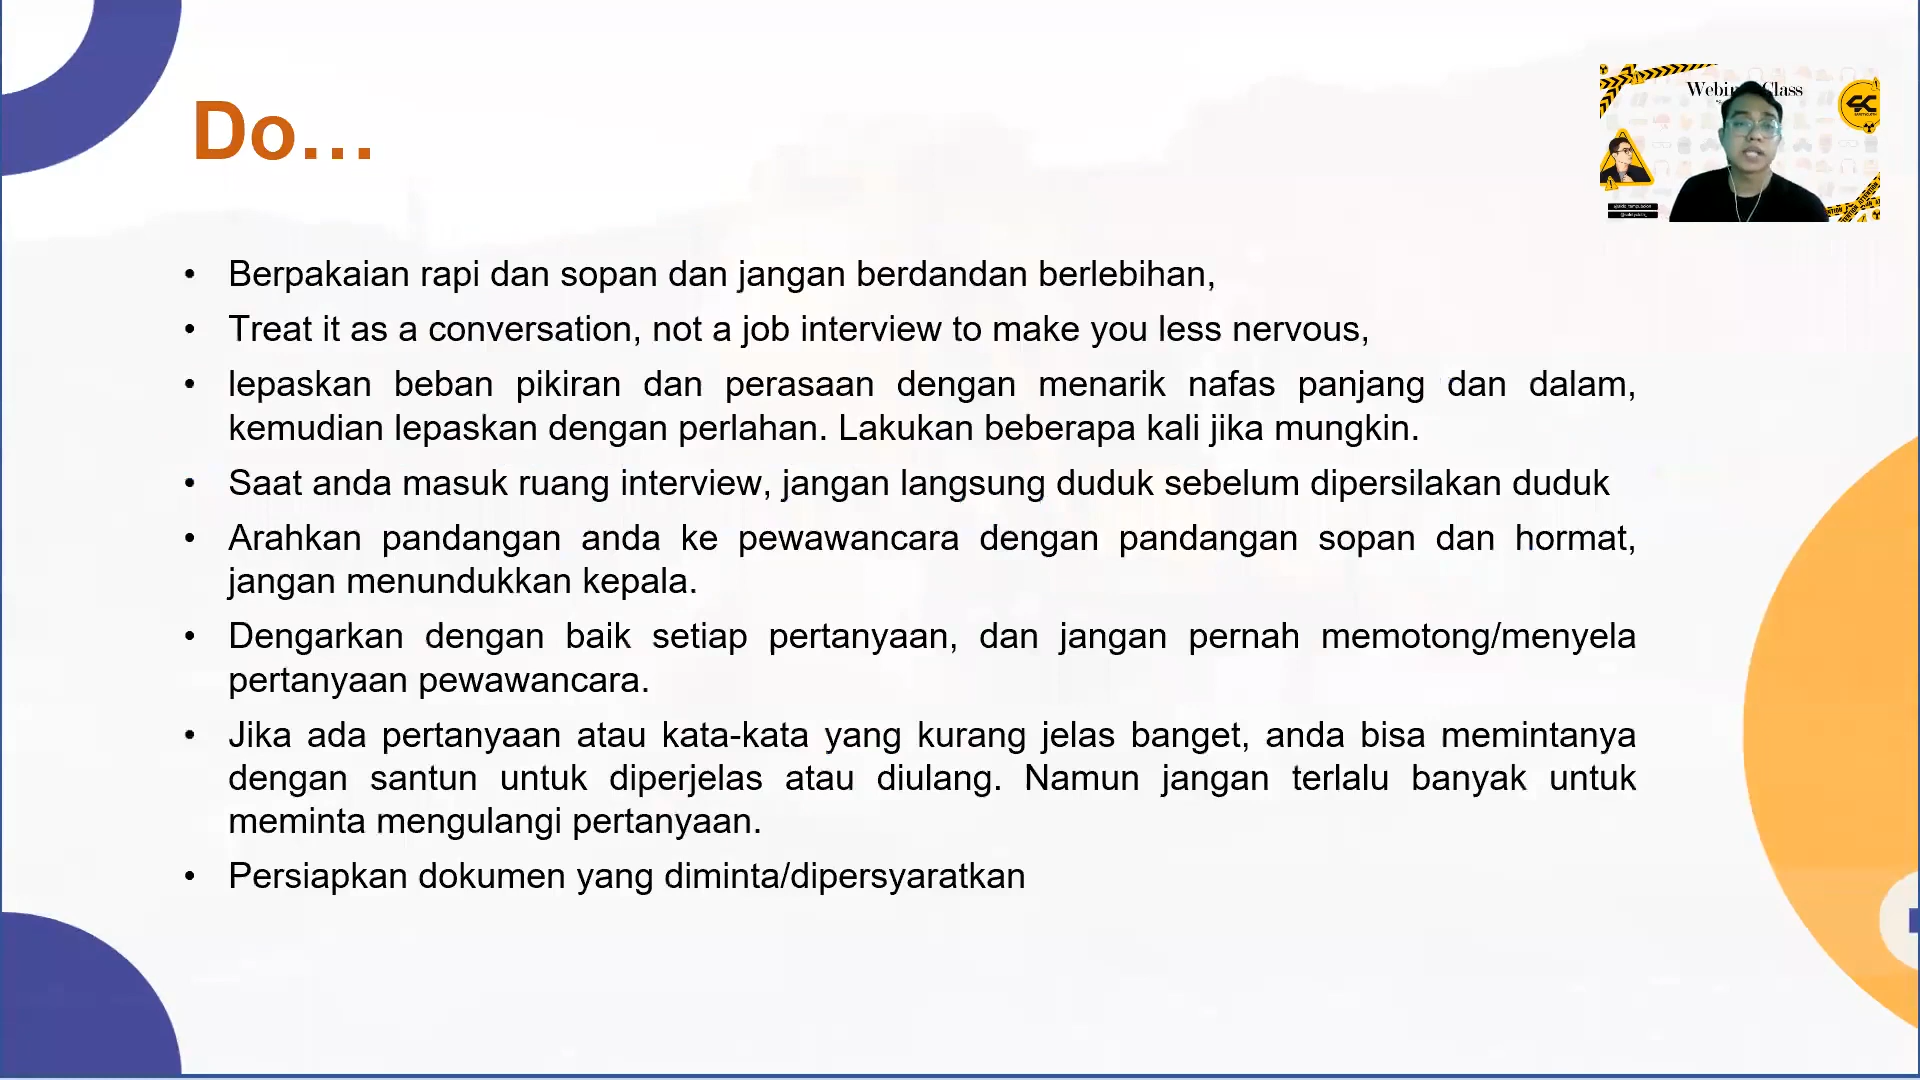 Do...
Webin Class
• Berpakaian rapi dan sopan dan jangan berdandan berlebihan,
• Treat it as a conversation, not a job interview to make you less nervous,
• lepaskan beban pikiran dan perasaan dengan menarik nafas panjang dan dalam,
kemudian lepaskan dengan perlahan. Lakukan beberapa kali jika mungkin.
• Saat anda masuk ruang interview, jangan langsung duduk sebelum dipersilakan duduk
• Arahkan pandangan anda ke pewawancara dengan pandangan sopan dan hormat,
jangan menundukkan kepala.
• Dengarkan dengan baik setiap pertanyaan, dan jangan pernah memotong/menyela
pertanyaan pewawancara.
• Jika ada pertanyaan atau kata-kata yang kurang jelas banget, anda bisa memintanya
dengan santun untuk diperjelas atau diulang. Namun jangan terlalu banyak untuk
meminta mengulangi pertanyaan.
• Persiapkan dokumen yang diminta/dipersyaratkan